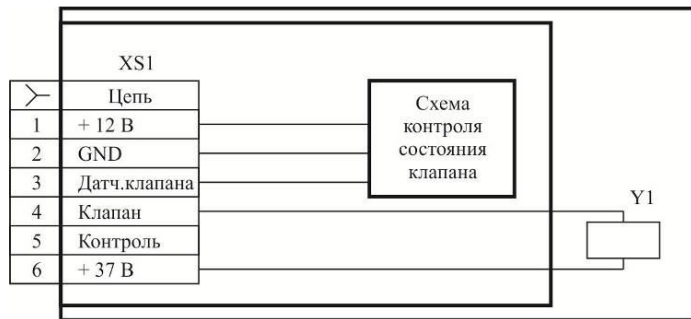 XS1
Цепь
1 + 12 В
2 GND
3 Датч.клапана
4 Клапан
5 Контроль
6 + 37 В
Схема
контроля
состояния
клапана
Y1